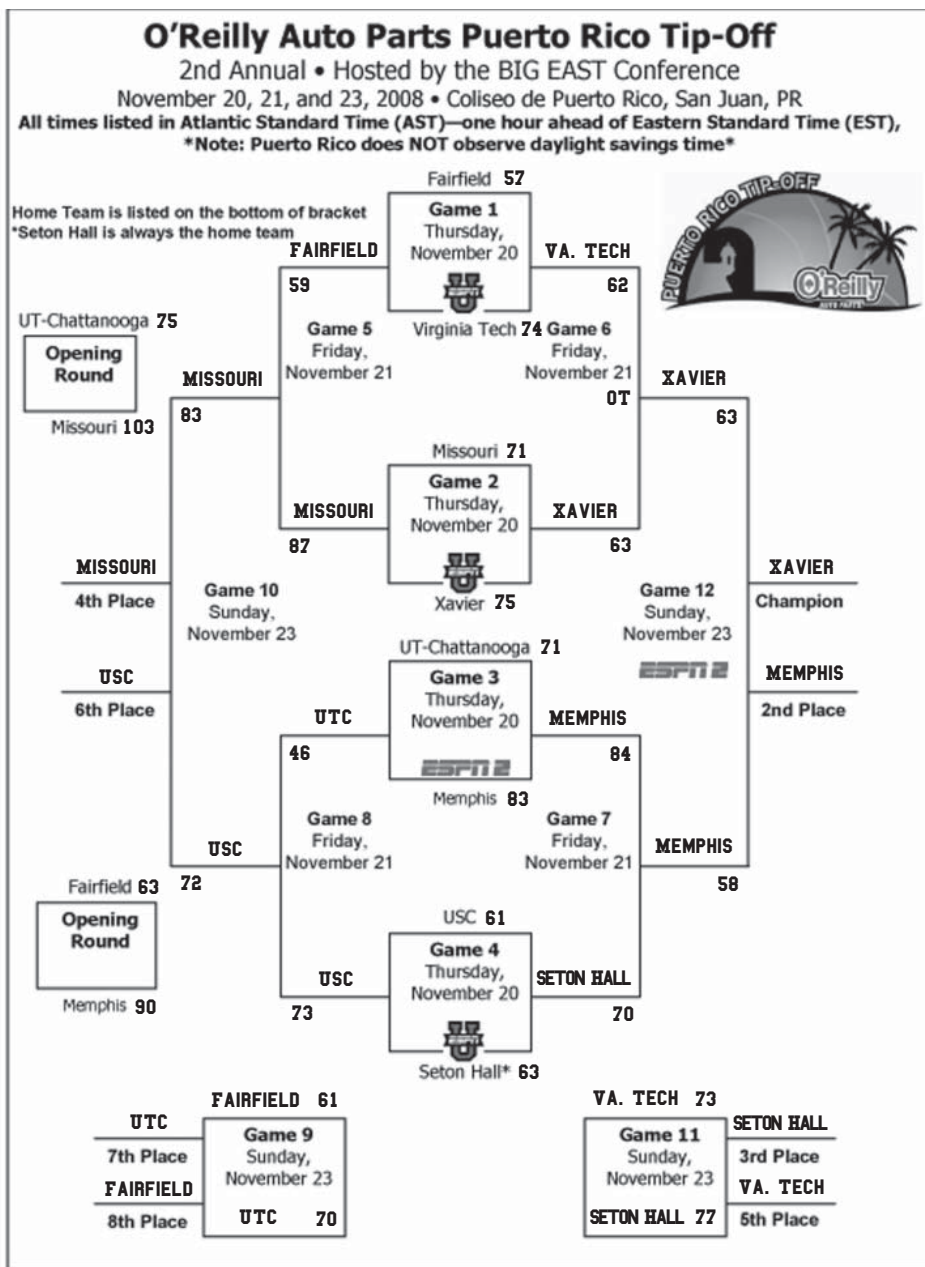 O'Reilly Auto Parts Puerto Rico Tip-Off
2nd Annual • Hosted by the BIG EAST Conference
November 20, 21, and 23, 2008 • Coliseo de Puerto Rico, San Juan, PR
All times listed in Atlantic Standard Time (AST)—one hour ahead of Eastern Standard Time (EST),
*Note: Puerto Rico does NOT observe daylight savings time*
Home Team is listed on the bottom of bracket
*Seton Hall is always the home team
PUERTO RICO TIP-OFF
O'Reilly
AUTO PARTS
Fairfield 57
Game 1
Thursday,
November 20
Virginia Tech 74
FAIRFIELD
59
VA. TECH
62
UT-Chattanooga 75
Opening
Round
Missouri 103
Game 5
Friday,
November 21
Game 6
Friday,
November 21
OT
MISSOURI
83
XAVIER
63
Missouri 71
Game 2
Thursday,
November 20
Xavier 75
MISSOURI
87
XAVIER
63
MISSOURI
4th Place
USC
6th Place
Game 10
Sunday,
November 23
Game 12
Sunday,
November 23
ESPN 2
XAVIER
Champion
MEMPHIS
2nd Place
UT-Chattanooga 71
Game 3
Thursday,
November 20
ESPN 2
Memphis 83
UTC
46
MEMPHIS
84
Game 8
Friday,
November 21
Game 7
Friday,
November 21
USC
72
MEMPHIS
58
Fairfield 63
Opening
Round
Memphis 90
USC 61
Game 4
Thursday,
November 20
Seton Hall* 63
USC
73
SETON HALL
70
FAIRFIELD 61
Game 9
Sunday,
November 23
UTC 70
UTC
7th Place
FAIRFIELD
8th Place
VA. TECH 73
Game 11
Sunday,
November 23
SETON HALL 77
SETON HALL
3rd Place
VA. TECH
5th Place